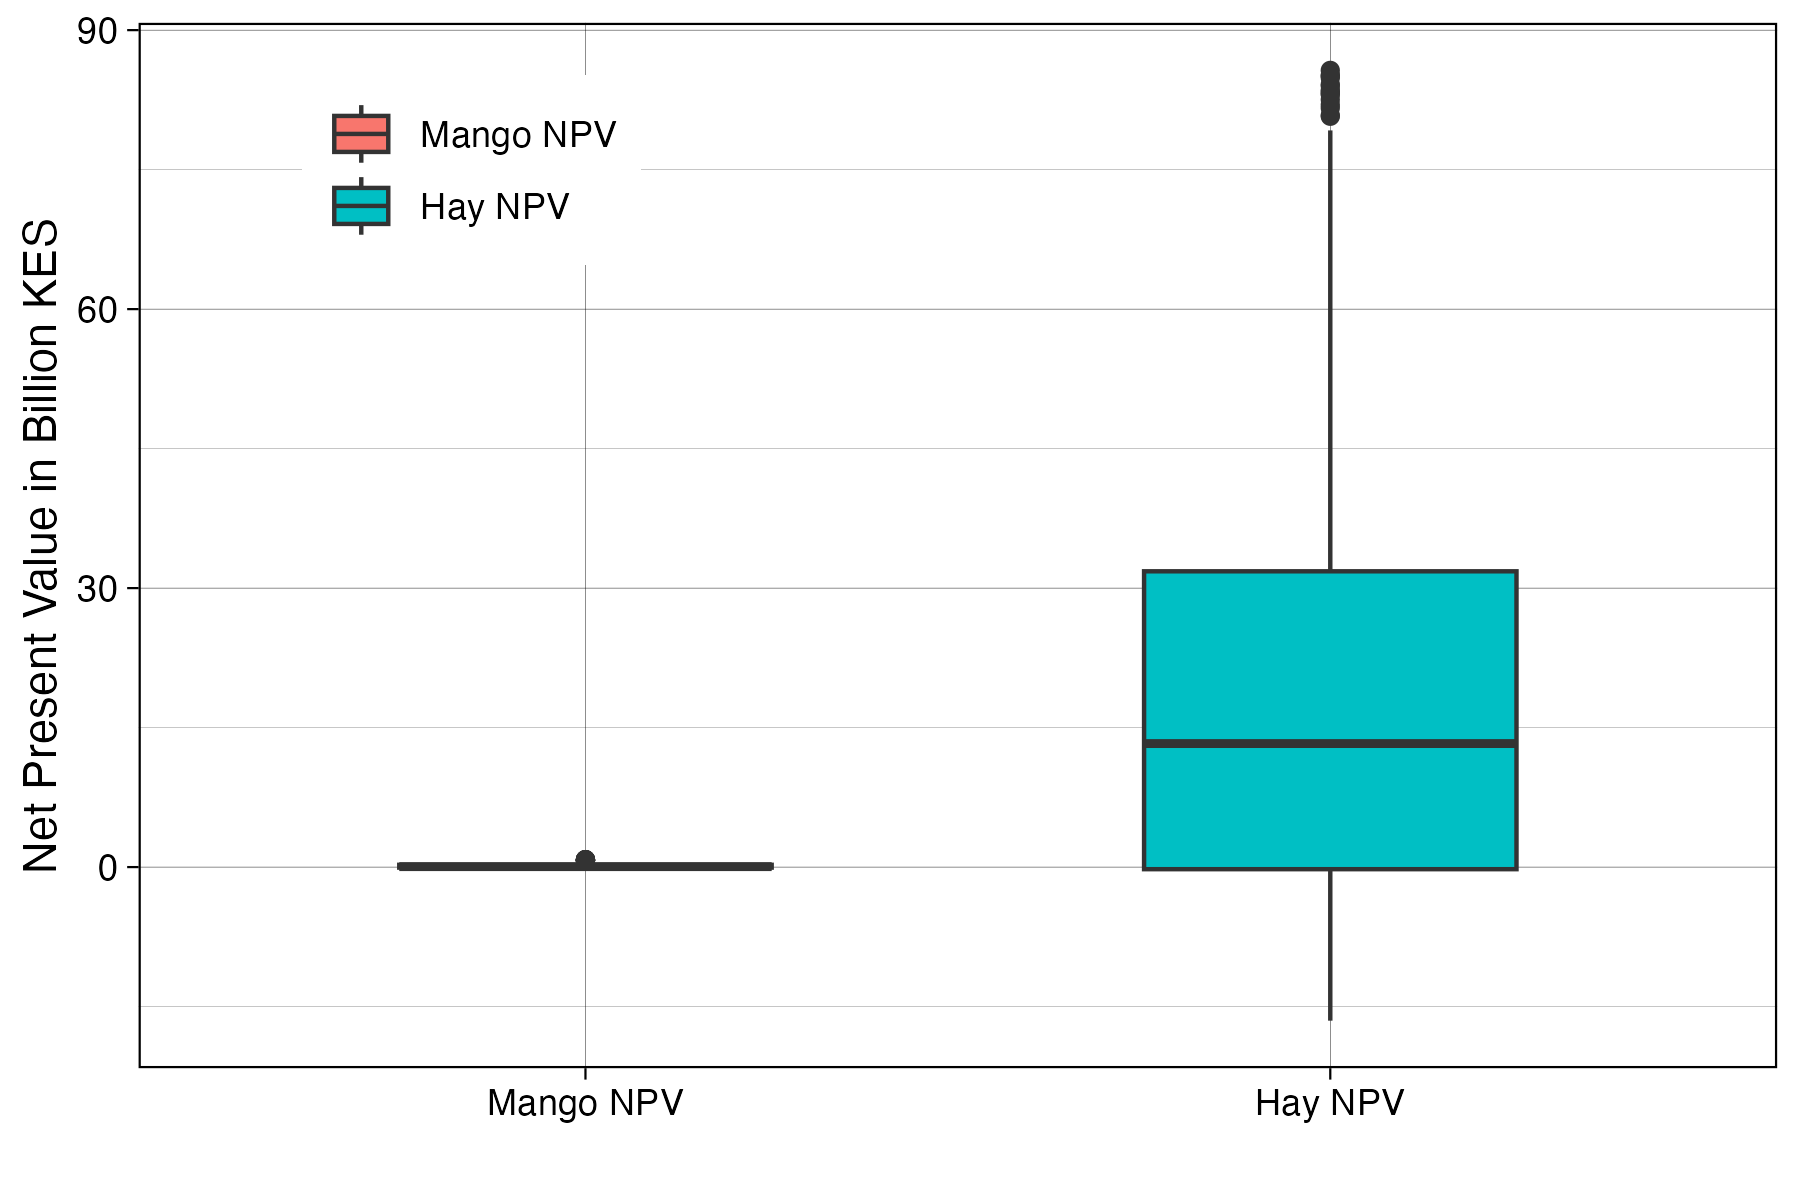 Net Present Value in Billion KES
90
60
30
0
Mango NPV
Hay NPV
Mango NPV
Hay NPV